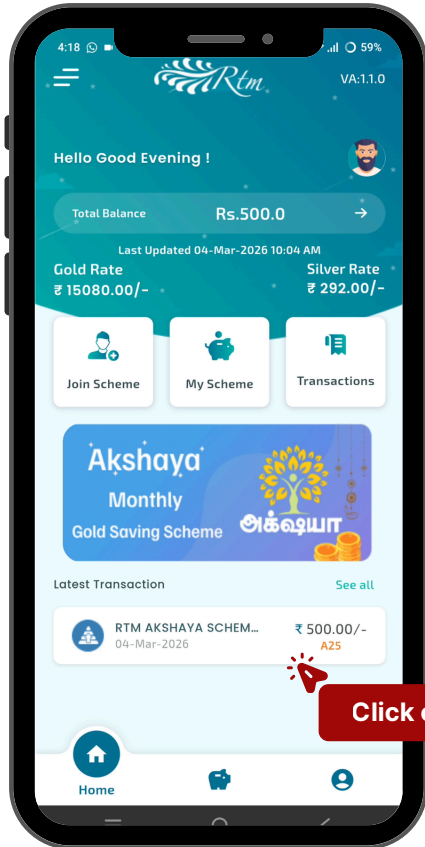 4:18 59%
Rtm VA:1.1.0
Hello Good Evening !
Total Balance Rs.500.0
Last Updated 04-Mar-2026 10:04 AM
Gold Rate Silver Rate
₹ 15080.00/- ₹ 292.00/-
Join Scheme My Scheme Transactions
Akshaya
Monthly
Gold Saving Scheme
அக்‌ஷயா
Latest Transaction See all
RTM AKSHAYA SCHEM... ₹ 500.00/-
04-Mar-2026 A25
Click
Home